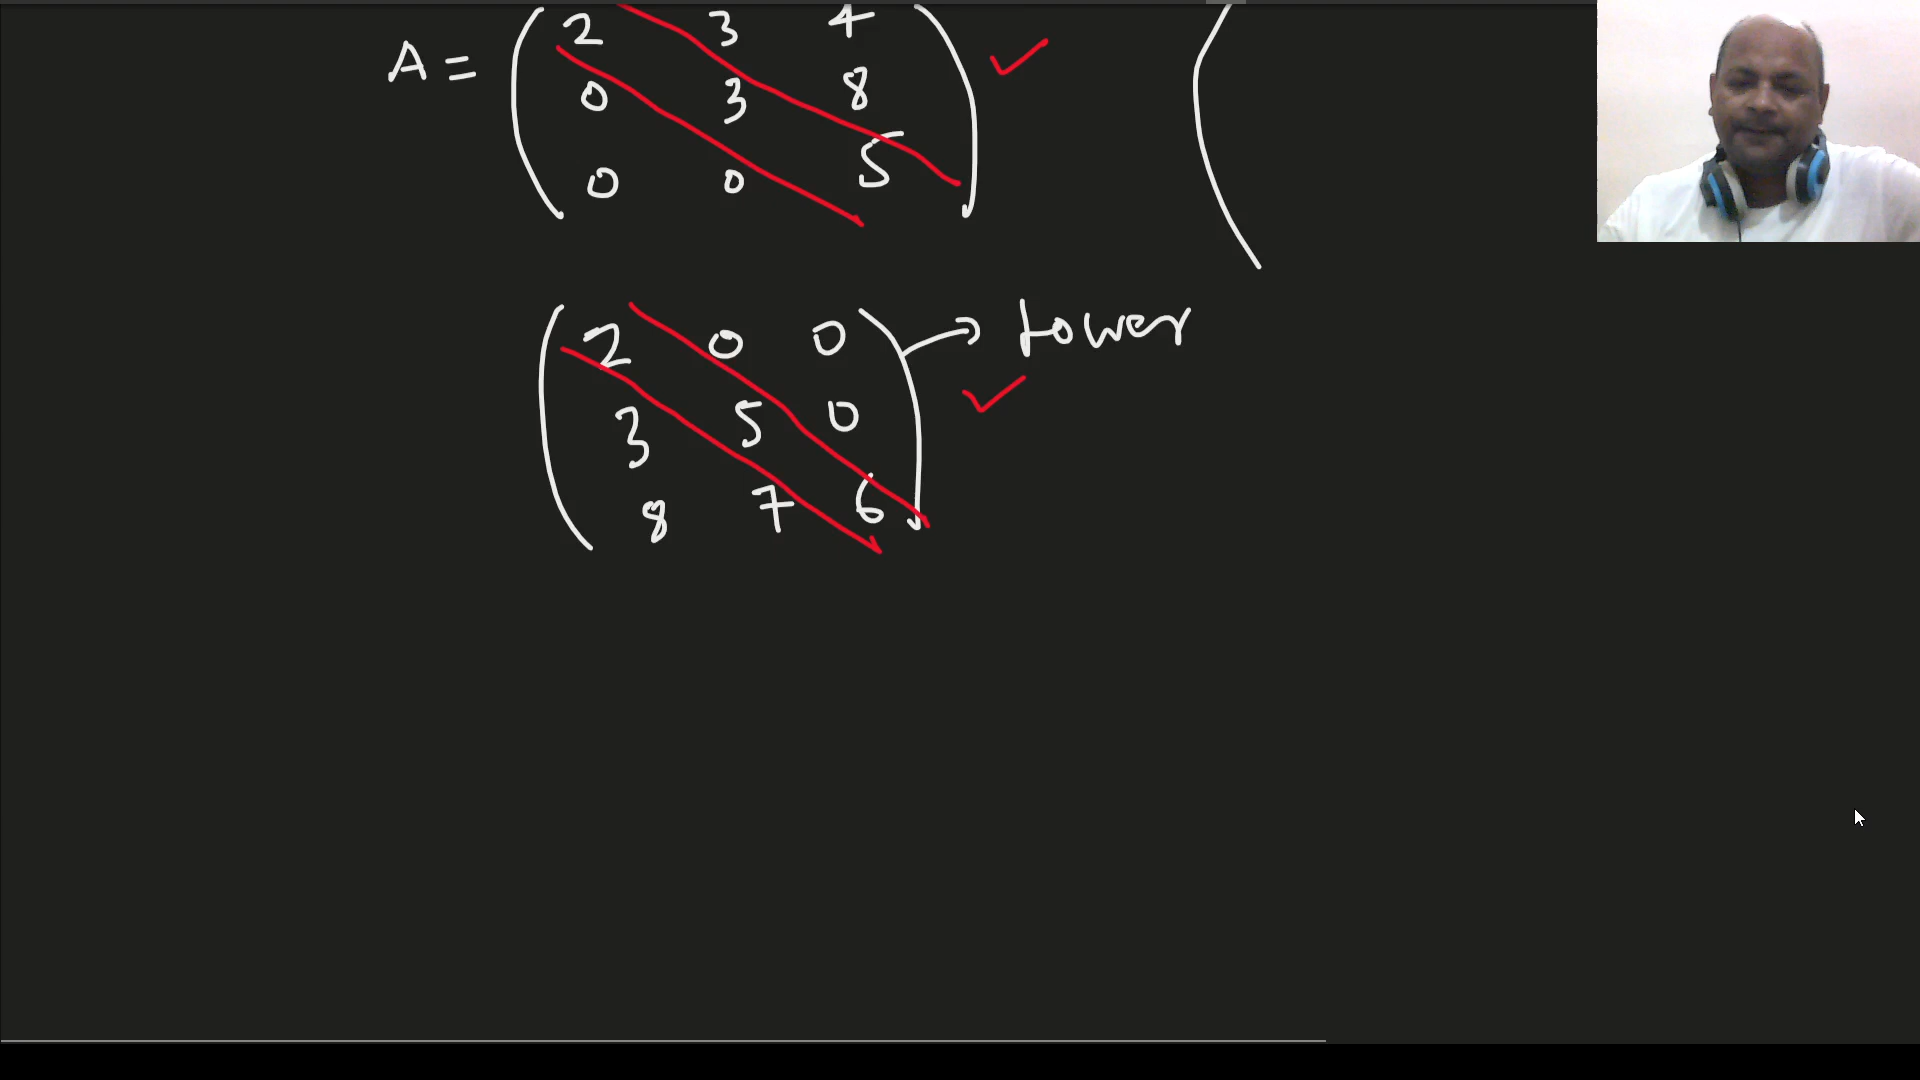 A = ( 2 3 4
0 3 8
0 0 5 )
( 2 0 0 → Lower
3 5 0
8 7 6 )